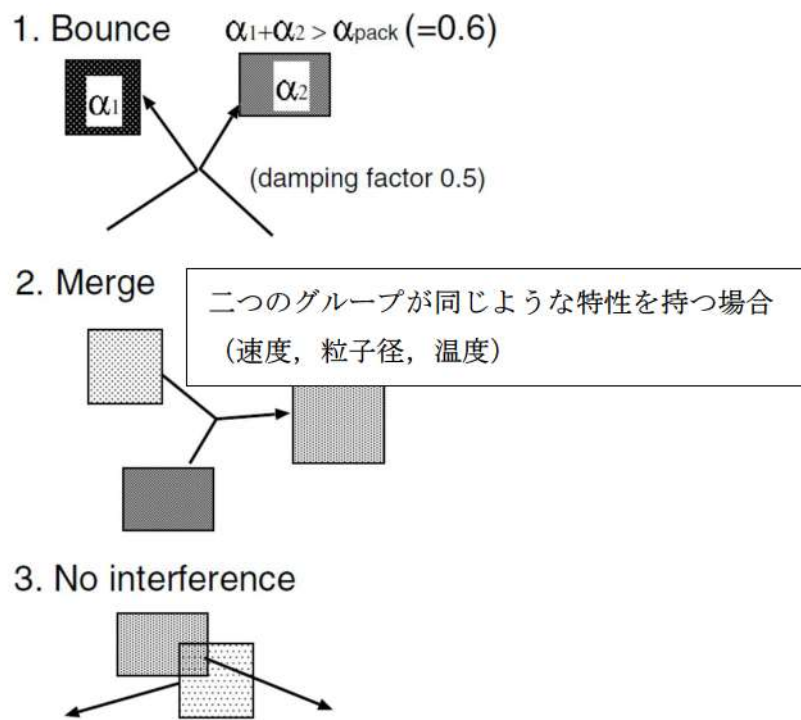 1. Bounce α1+α2 > αpack (=0.6)
α1 α2
(damping factor 0.5)
2. Merge
二つのグループが同じような特性を持つ場合
（速度，粒子径，温度）
3. No interference